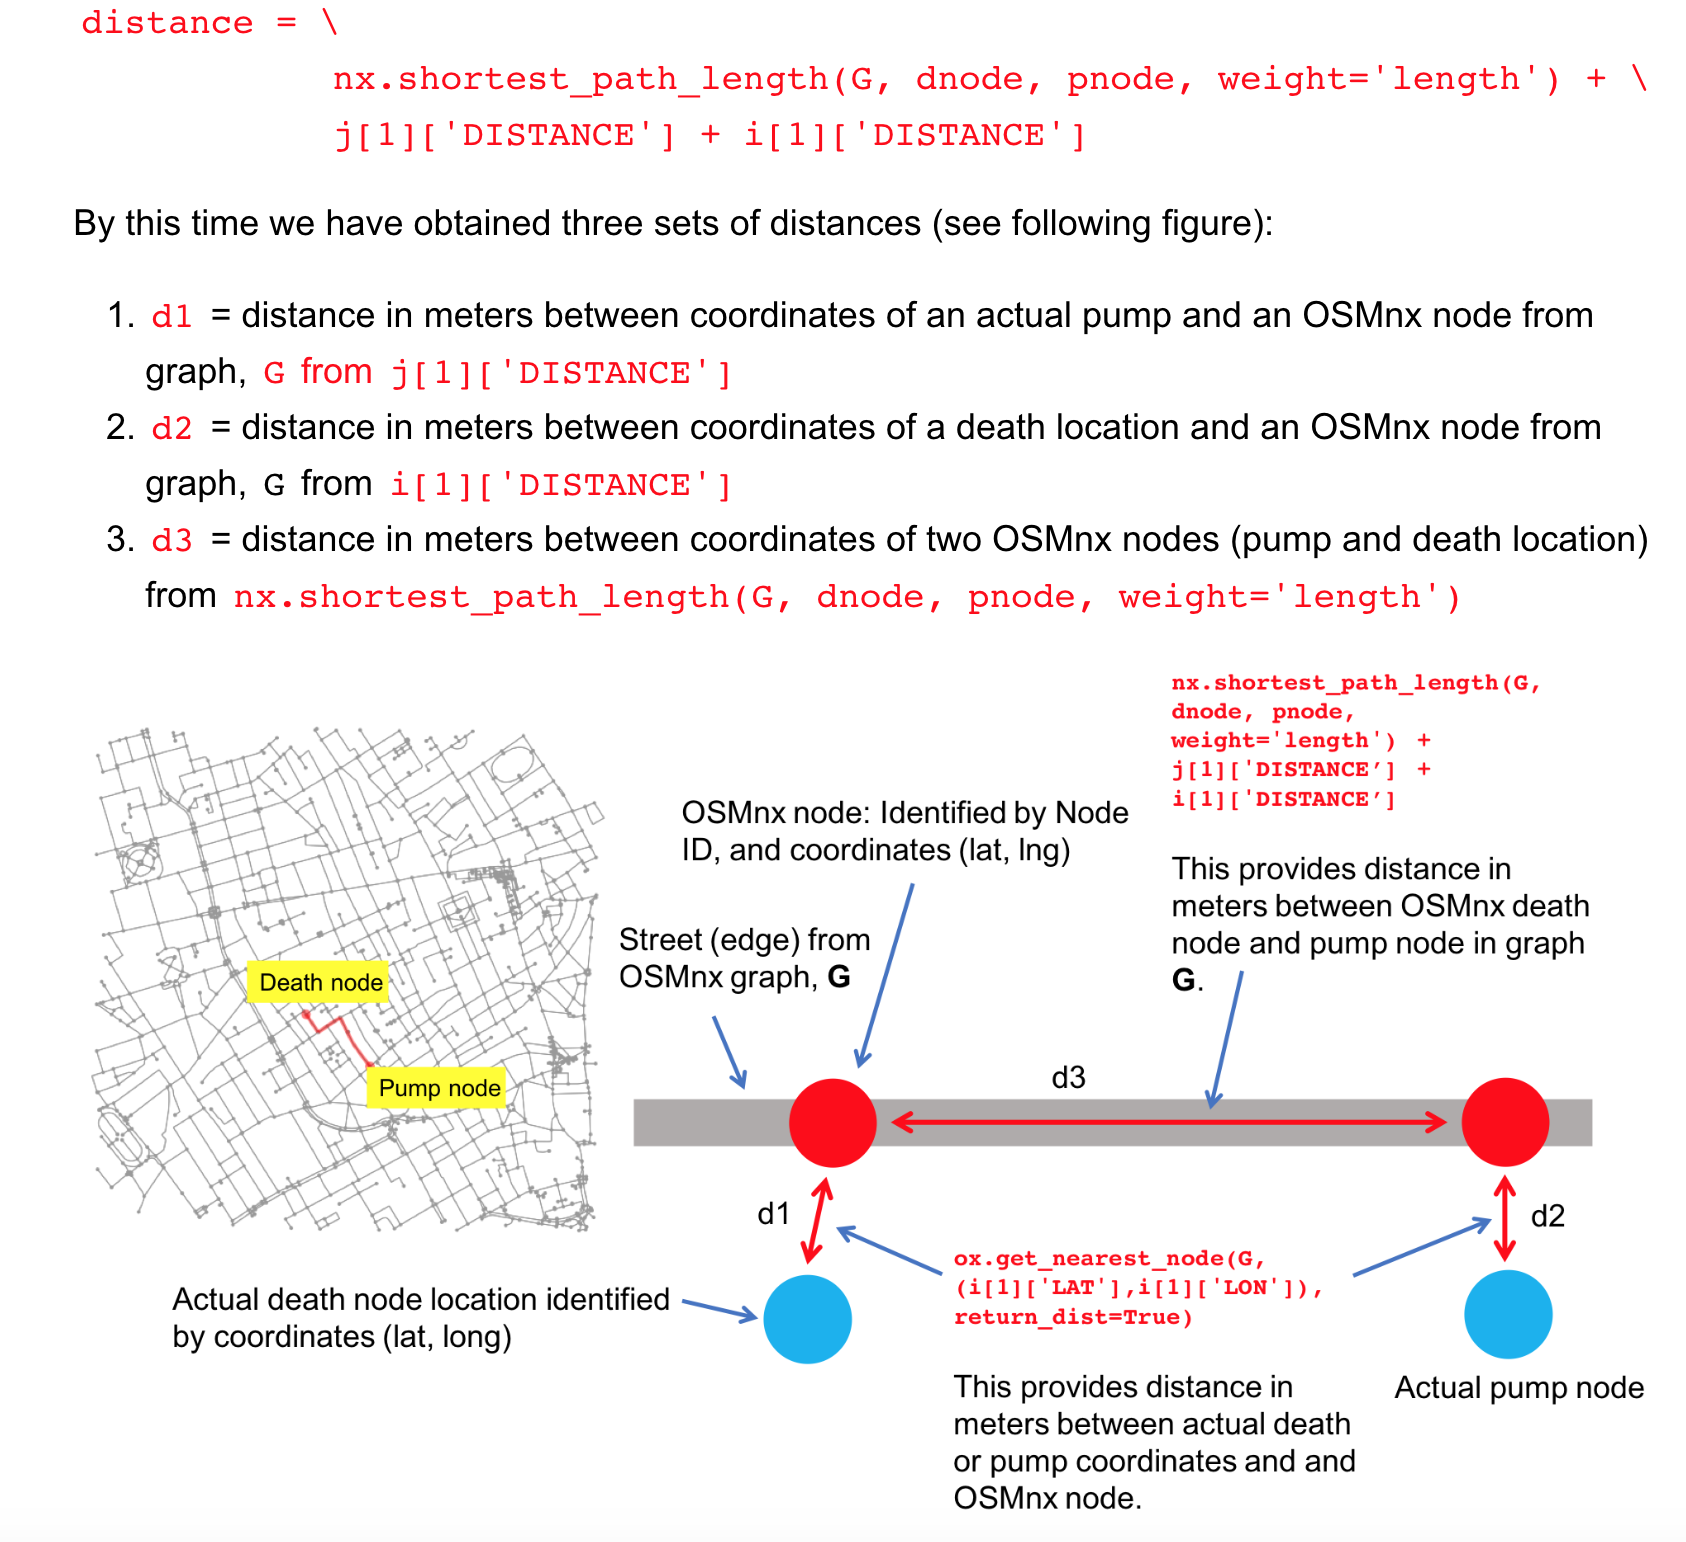 distance = \
nx.shortest_path_length(G, dnode, pnode, weight='length') + \
j[1]['DISTANCE'] + i[1]['DISTANCE']
By this time we have obtained three sets of distances (see following figure):
1. d1 = distance in meters between coordinates of an actual pump and an OSMnx node from
graph, G from j[1]['DISTANCE']
2. d2 = distance in meters between coordinates of a death location and an OSMnx node from
graph, G from i[1]['DISTANCE']
3. d3 = distance in meters between coordinates of two OSMnx nodes (pump and death location)
from nx.shortest_path_length(G, dnode, pnode, weight='length')
nx.shortest_path_length(G,
dnode, pnode,
weight='length') +
j[1]['DISTANCE’] +
i[1]['DISTANCE’]
This provides distance in
meters between OSMnx death
node and pump node in graph
G.
OSMnx node: Identified by Node
ID, and coordinates (lat, lng)
Street (edge) from
OSMnx graph, G
Death node
Pump node
d3
d1
d2
ox.get_nearest_node(G,
(i[1]['LAT'],i[1]['LON']),
return_dist=True)
Actual death node location identified
by coordinates (lat, long)
This provides distance in
meters between actual death
or pump coordinates and and
OSMnx node.
Actual pump node